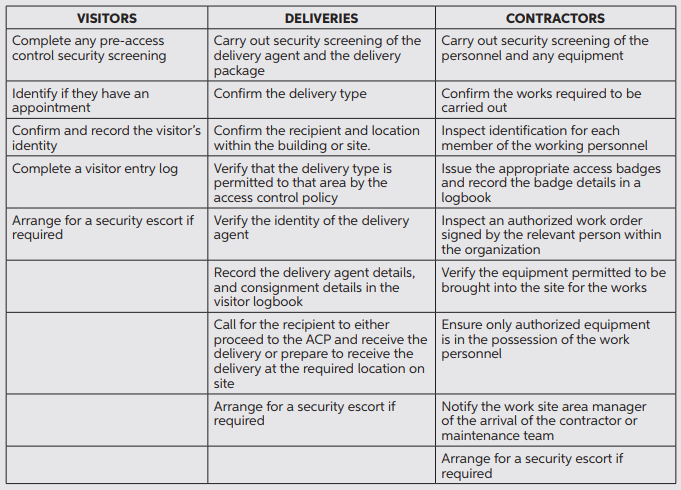 VISITORS DELIVERIES CONTRACTORS
Complete any pre-access
control security screening
Carry out security screening of the
delivery agent and the delivery
package
Carry out security screening of the
personnel and any equipment
Identify if they have an
appointment
Confirm the delivery type
Confirm the works required to be
carried out
Confirm and record the visitor's
identity
Confirm the recipient and location
within the building or site.
Inspect identification for each
member of the working personnel
Complete a visitor entry log
Verify that the delivery type is
permitted to that area by the
access control policy
Issue the appropriate access badges
and record the badge details in a
logbook
Arrange for a security escort if
required
Verify the identity of the delivery
agent
Inspect an authorized work order
signed by the relevant person within
the organization
Record the delivery agent details,
and consignment details in the
visitor logbook
Verify the equipment permitted to be
brought into the site for the works
Call for the recipient to either
proceed to the ACP and receive the
delivery or prepare to receive the
delivery at the required location on
site
Ensure only authorized equipment
is in the possession of the work
personnel
Arrange for a security escort if
required
Notify the work site area manager
of the arrival of the contractor or
maintenance team
Arrange for a security escort if
required